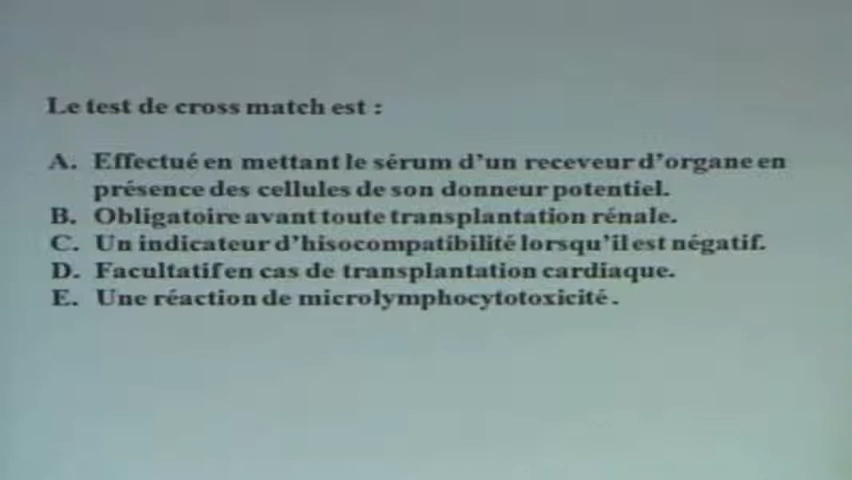 Le test de cross match est :
A. Effectué en mettant le sérum d'un receveur d'organe en
présence des cellules de son donneur potentiel.
B. Obligatoire avant toute transplantation rénale.
C. Un indicateur d'hisocompatibilité lorsqu'il est négatif.
D. Facultatif en cas de transplantation cardiaque.
E. Une réaction de microlymphocytotoxicité.